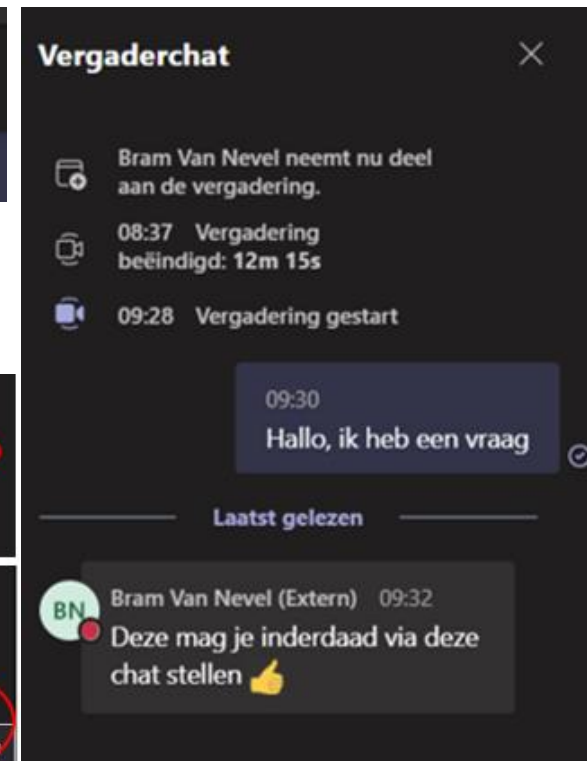 Vergaderchat
Bram Van Nevel neemt nu deel
aan de vergadering.
08:37 Vergadering
beëindigd: 12m 15s
09:28 Vergadering gestart
09:30
Hallo, ik heb een vraag
Laatst gelezen
BN
Bram Van Nevel (Extern) 09:32
Deze mag je inderdaad via deze
chat stellen 👍